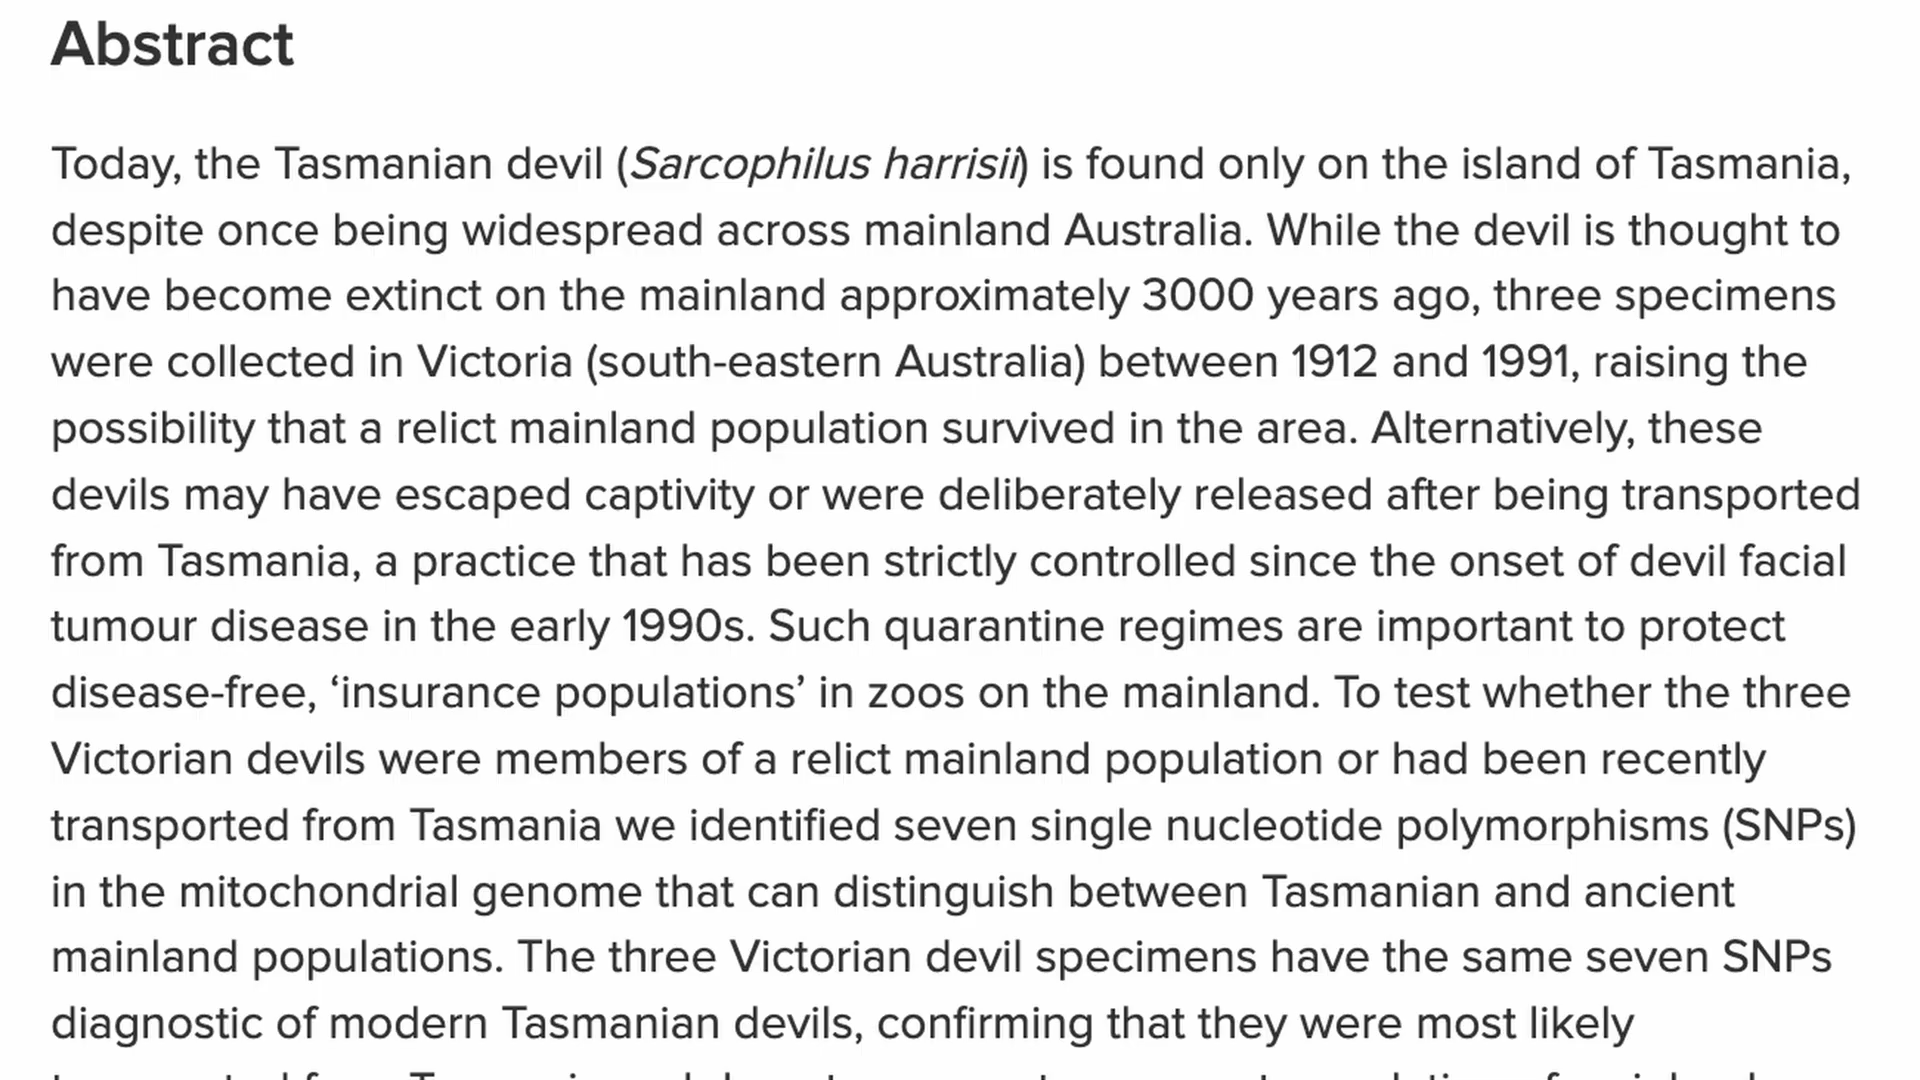 Abstract
Today, the Tasmanian devil (Sarcophilus harrisii) is found only on the island of Tasmania,
despite once being widespread across mainland Australia. While the devil is thought to
have become extinct on the mainland approximately 3000 years ago, three specimens
were collected in Victoria (south-eastern Australia) between 1912 and 1991, raising the
possibility that a relict mainland population survived in the area. Alternatively, these
devils may have escaped captivity or were deliberately released after being transported
from Tasmania, a practice that has been strictly controlled since the onset of devil facial
tumour disease in the early 1990s. Such quarantine regimes are important to protect
disease-free, ‘insurance populations’ in zoos on the mainland. To test whether the three
Victorian devils were members of a relict mainland population or had been recently
transported from Tasmania we identified seven single nucleotide polymorphisms (SNPs)
in the mitochondrial genome that can distinguish between Tasmanian and ancient
mainland populations. The three Victorian devil specimens have the same seven SNPs
diagnostic of modern Tasmanian devils, confirming that they were most likely